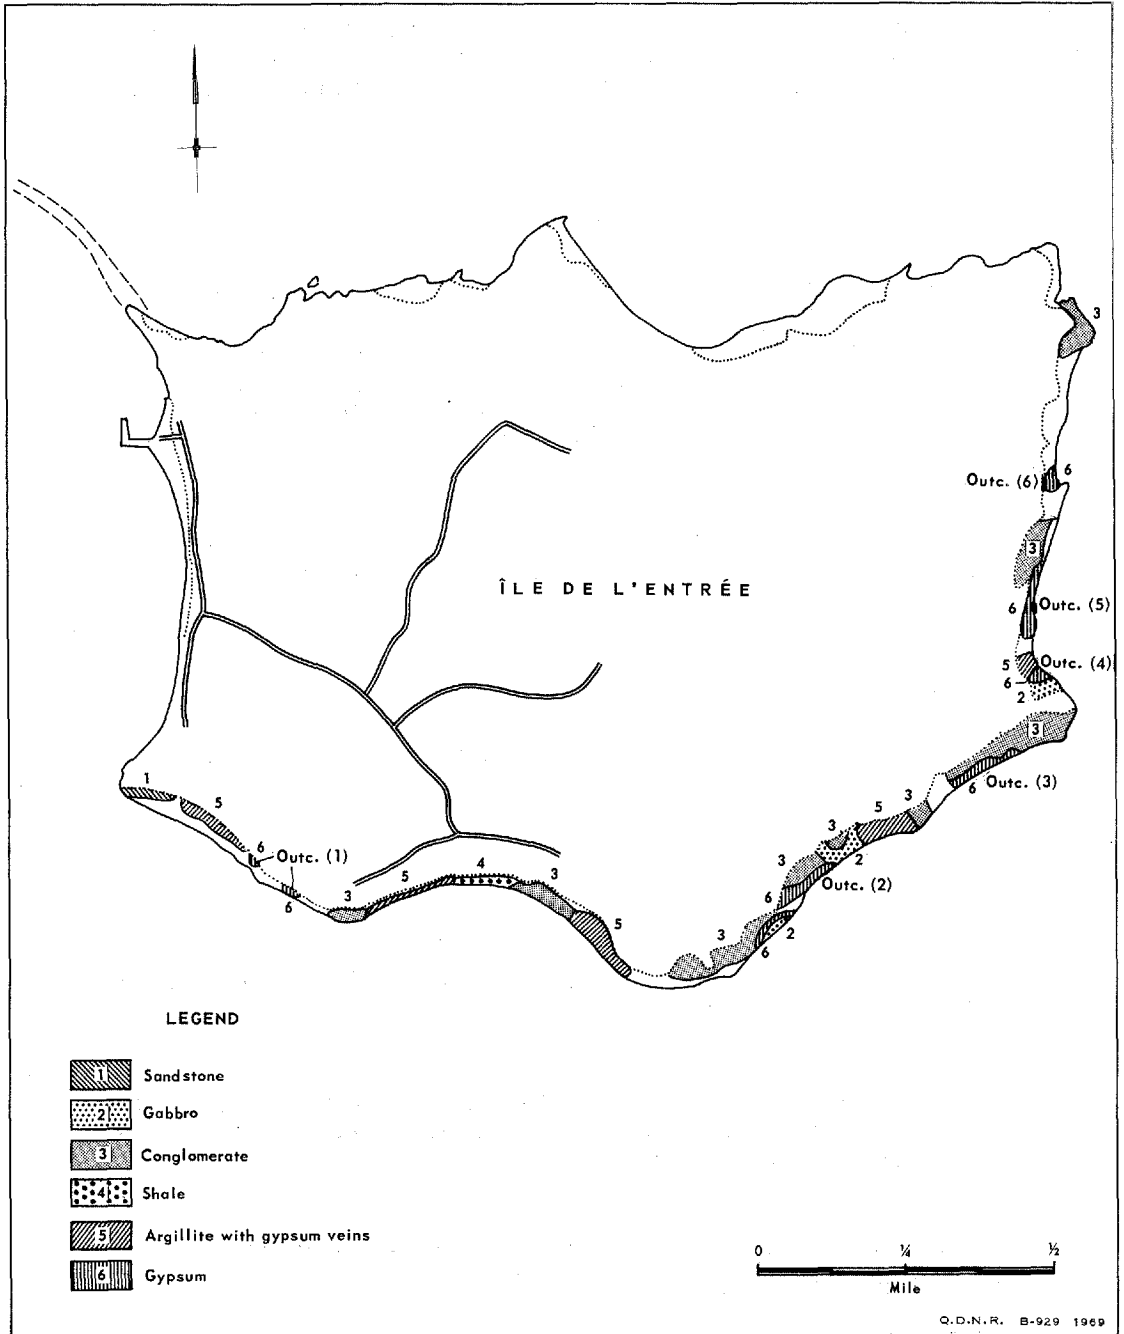 3
6
Outc. (6)
3
ÎLE DE L'ENTRÉE
6
Outc. (5)
5
Outc. (4)
6
2
3
6
Outc. (3)
1
5
3
5
3
2
6
Outc. (1)
6
3
5
4
3
3
6
Outc. (2)
5
3
2
6
LEGEND
1 Sandstone
2 Gabbro
3 Conglomerate
4 Shale
5 Argillite with gypsum veins
6 Gypsum
0 ¼ ½
Mile
Q.D.N.R. B-929 1969